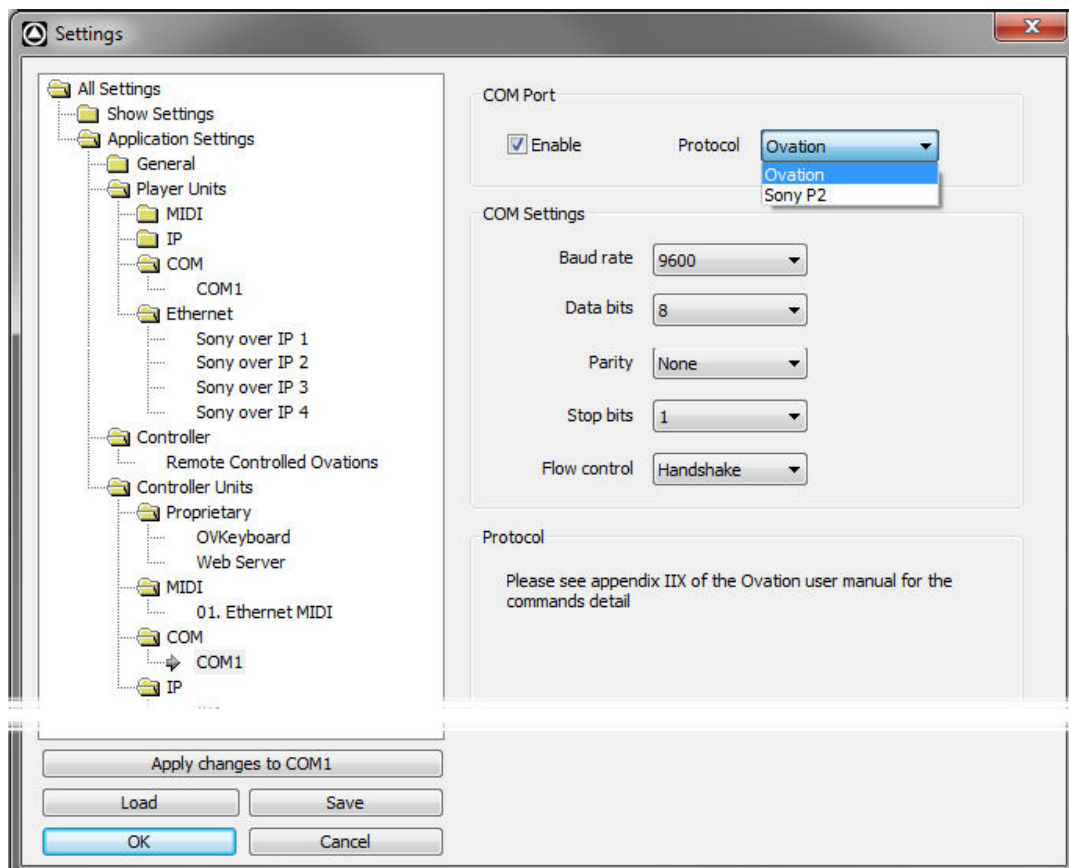 Settings
All Settings
Show Settings
Application Settings
General
Player Units
MIDI
IP
COM
COM1
Ethernet
Sony over IP 1
Sony over IP 2
Sony over IP 3
Sony over IP 4
Controller
Remote Controlled Ovations
Controller Units
Proprietary
OVKeyboard
Web Server
MIDI
01. Ethernet MIDI
COM
COM1
IP
Apply changes to COM1
Load Save
OK Cancel
COM Port
Enable Protocol Ovation
Ovation
Sony P2
COM Settings
Baud rate 9600
Data bits 8
Parity None
Stop bits 1
Flow control Handshake
Protocol
Please see appendix IIX of the Ovation user manual for the
commands detail